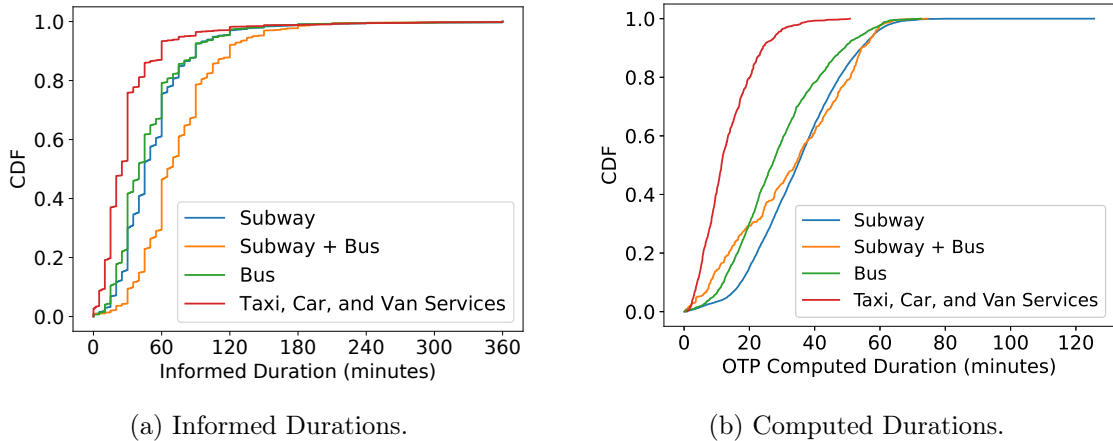 1.0
0.8
0.6
0.4
0.2
0.0
CDF
0 60 120 180 240 300 360
Informed Duration (minutes)
Subway
Subway + Bus
Bus
Taxi, Car, and Van Services
(a) Informed Durations.
1.0
0.8
0.6
0.4
0.2
0.0
CDF
0 20 40 60 80 100 120
OTP Computed Duration (minutes)
Subway
Subway + Bus
Bus
Taxi, Car, and Van Services
(b) Computed Durations.